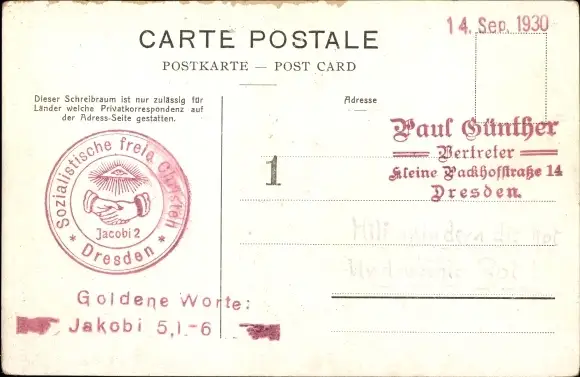 14. Sep. 1930
CARTE POSTALE
POSTKARTE — POST CARD
Dieser Schreibraum ist nur zulässig für
Länder welche Privatkorrespondenz auf
der Adress-Seite gestatten.
Adresse
Paul Günther
Vertreter
Kleine Packhofstraße 14
Dresden.
Sozialistische freie Christen
Jacobi 2
* Dresden *
1
Goldene Worte:
Jakobi 5,1-6